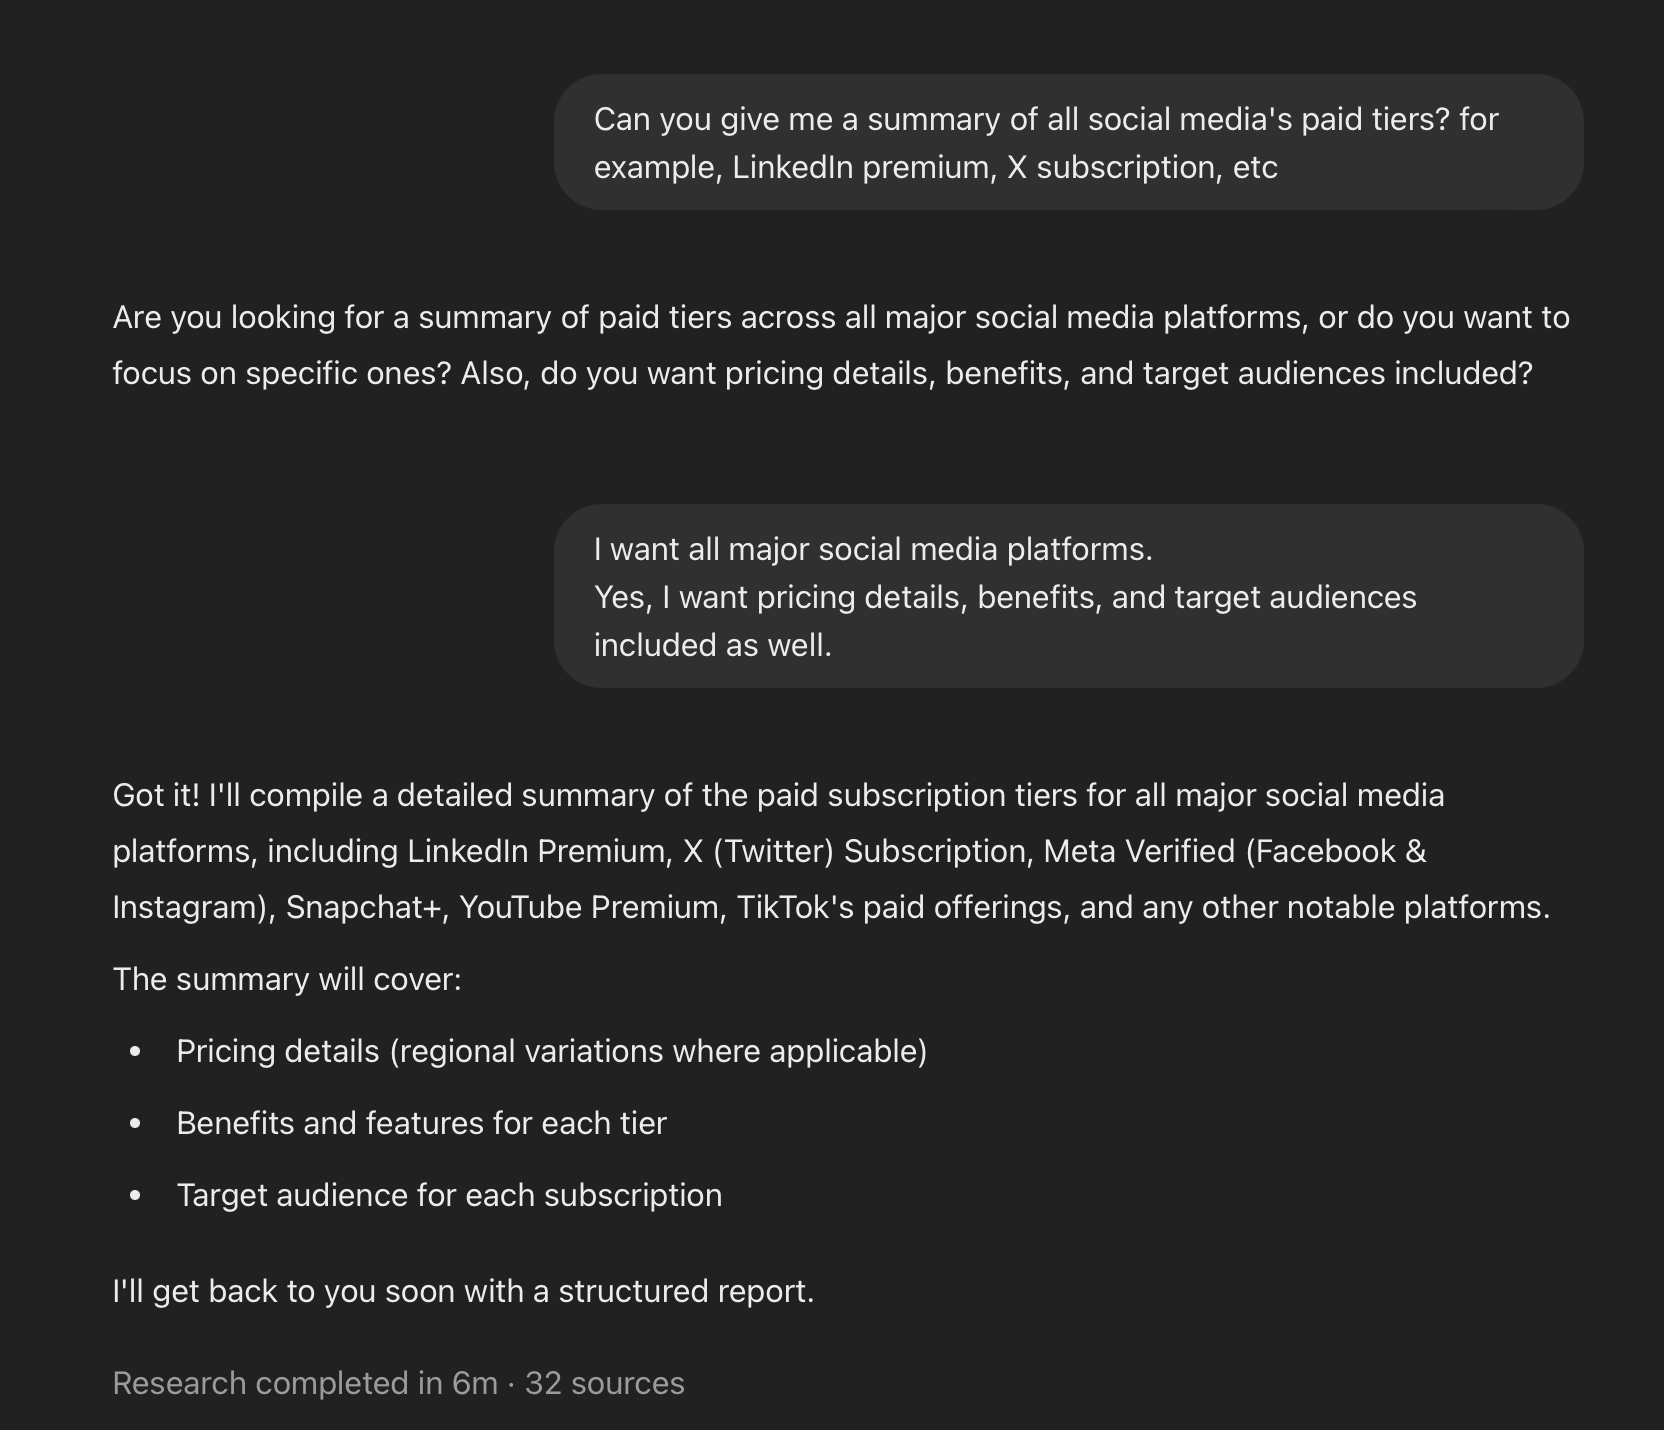 Can you give me a summary of all social media's paid tiers? for
example, LinkedIn premium, X subscription, etc
Are you looking for a summary of paid tiers across all major social media platforms, or do you want to
focus on specific ones? Also, do you want pricing details, benefits, and target audiences included?
I want all major social media platforms.
Yes, I want pricing details, benefits, and target audiences
included as well.
Got it! I'll compile a detailed summary of the paid subscription tiers for all major social media
platforms, including LinkedIn Premium, X (Twitter) Subscription, Meta Verified (Facebook &
Instagram), Snapchat+, YouTube Premium, TikTok's paid offerings, and any other notable platforms.
The summary will cover:
• Pricing details (regional variations where applicable)
• Benefits and features for each tier
• Target audience for each subscription
I'll get back to you soon with a structured report.
Research completed in 6m · 32 sources